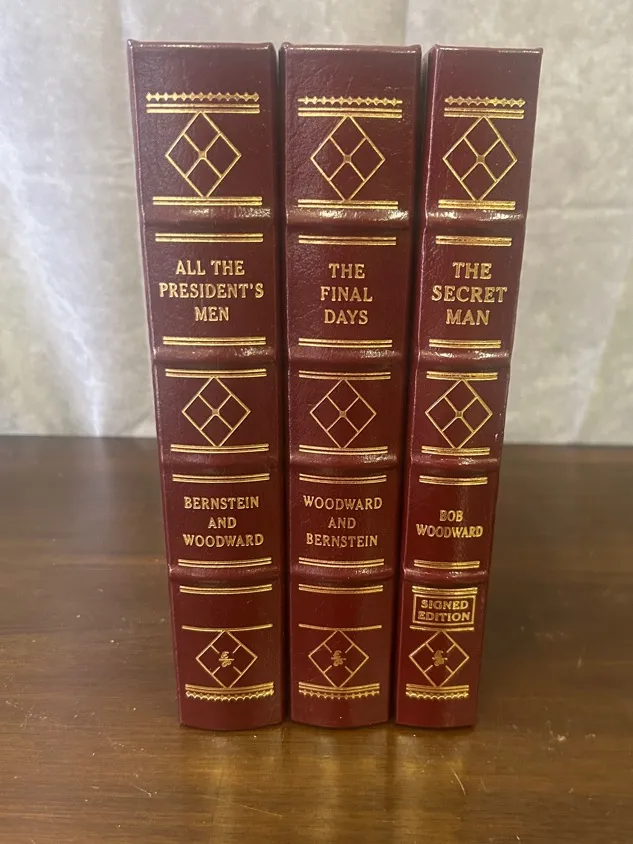 ALL THE
PRESIDENT'S
MEN
BERNSTEIN
AND
WOODWARD
THE
FINAL
DAYS
WOODWARD
AND
BERNSTEIN
THE
SECRET
MAN
BOB
WOODWARD
SIGNED
EDITION